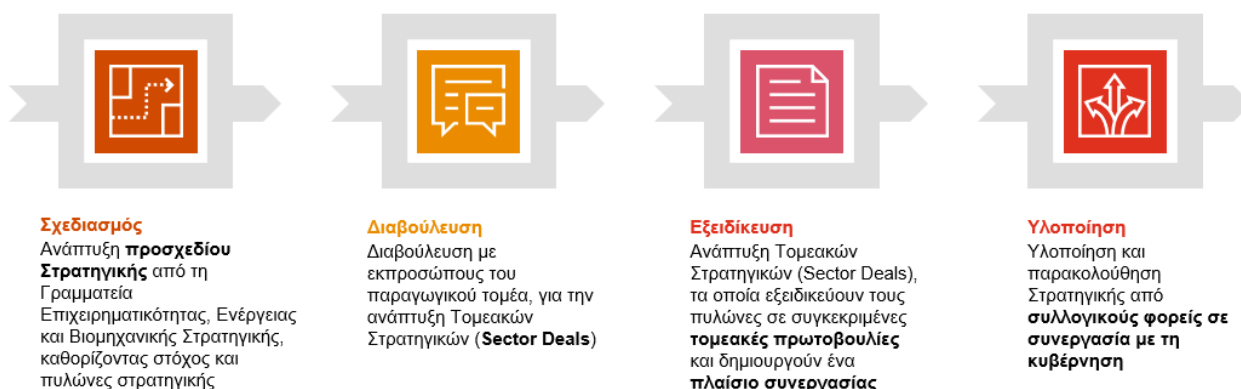 Σχεδιασμός
Ανάπτυξη προσχεδίου
Στρατηγικής από τη
Γραμματεία
Επιχειρηματικότητας, Ενέργειας
και Βιομηχανικής Στρατηγικής,
καθορίζοντας στόχος και
πυλώνες στρατηγικής
Διαβούλευση
Διαβούλευση με
εκπροσώπους του
παραγωγικού τομέα, για την
ανάπτυξη Τομεακών
Στρατηγικών (Sector Deals)
Εξειδίκευση
Ανάπτυξη Τομεακών
Στρατηγικών (Sector Deals),
τα οποία εξειδικεύουν τους
πυλώνες σε συγκεκριμένες
τομεακές πρωτοβουλίες
και δημιουργούν ένα
πλαίσιο συνεργασίας
Υλοποίηση
Υλοποίηση και
παρακολούθηση
Στρατηγικής από
συλλογικούς φορείς σε
συνεργασία με τη
κυβέρνηση